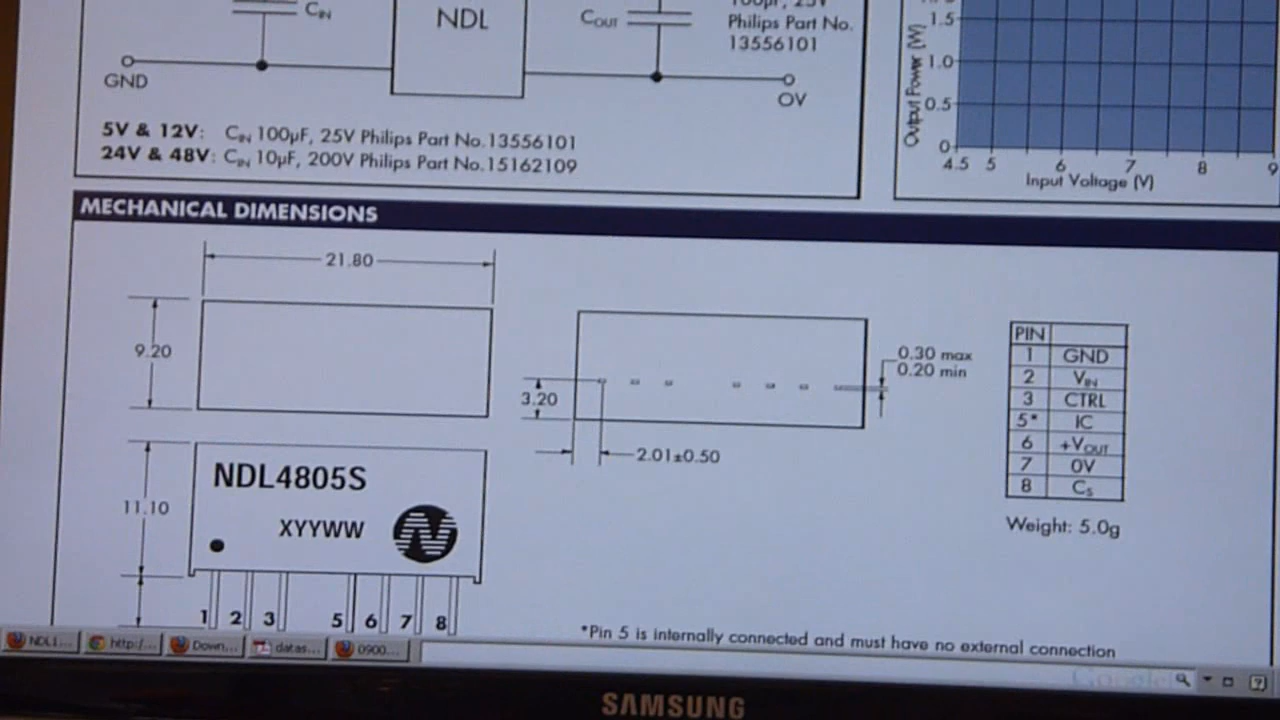 C_IN
NDL
C_OUT
Philips Part No.
13556101
GND
OV
5V & 12V: C_IN 100µF, 25V Philips Part No.13556101
24V & 48V: C_IN 10µF, 200V Philips Part No.15162109
Output Power (W)
1.5
1.0
0.5
0
4.5 5 6 7 8 9
Input Voltage (V)
MECHANICAL DIMENSIONS
21.80
9.20
3.20
2.01±0.50
0.30 max
0.20 min
PIN
1 GND
2 V_IN
3 CTRL
5* IC
6 +V_OUT
7 0V
8 C_S
Weight: 5.0g
11.10
NDL4805S
XYYWW
N
1 2 3 5 6 7 8
*Pin 5 is internally connected and must have no external connection
NDL1... http:/... Down... datas... 0900...
Google
SAMSUNG